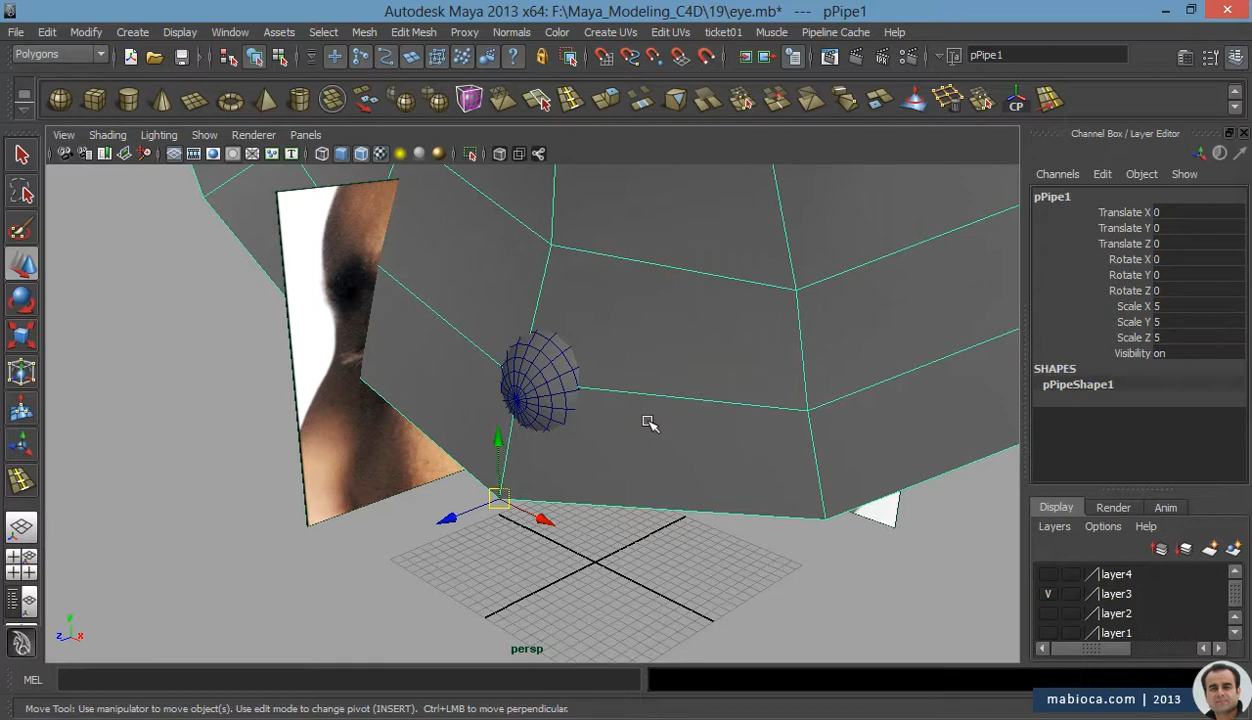 Autodesk Maya 2013 x64: F:\Maya_Modeling_C4D\19\eye.mb*   ---   pPipe1
File Edit Modify Create Display Window Assets Select Mesh Edit Mesh Proxy Normals Color Create UVs Edit UVs ticket01 Muscle Pipeline Cache Help
Polygons
pPipe1
CP
View Shading Lighting Show Renderer Panels
Channel Box / Layer Editor
Channels Edit Object Show
pPipe1
Translate X 0
Translate Y 0
Translate Z 0
Rotate X 0
Rotate Y 0
Rotate Z 0
Scale X 5
Scale Y 5
Scale Z 5
Visibility on
SHAPES
pPipeShape1
Display Render Anim
Layers Options Help
layer4
V layer3
layer2
layer1
y
z x
persp
MEL
mabioca.com | 2013
Move Tool: Use manipulator to move object(s). Use edit mode to change pivot (INSERT). Ctrl+LMB to move perpendicular.